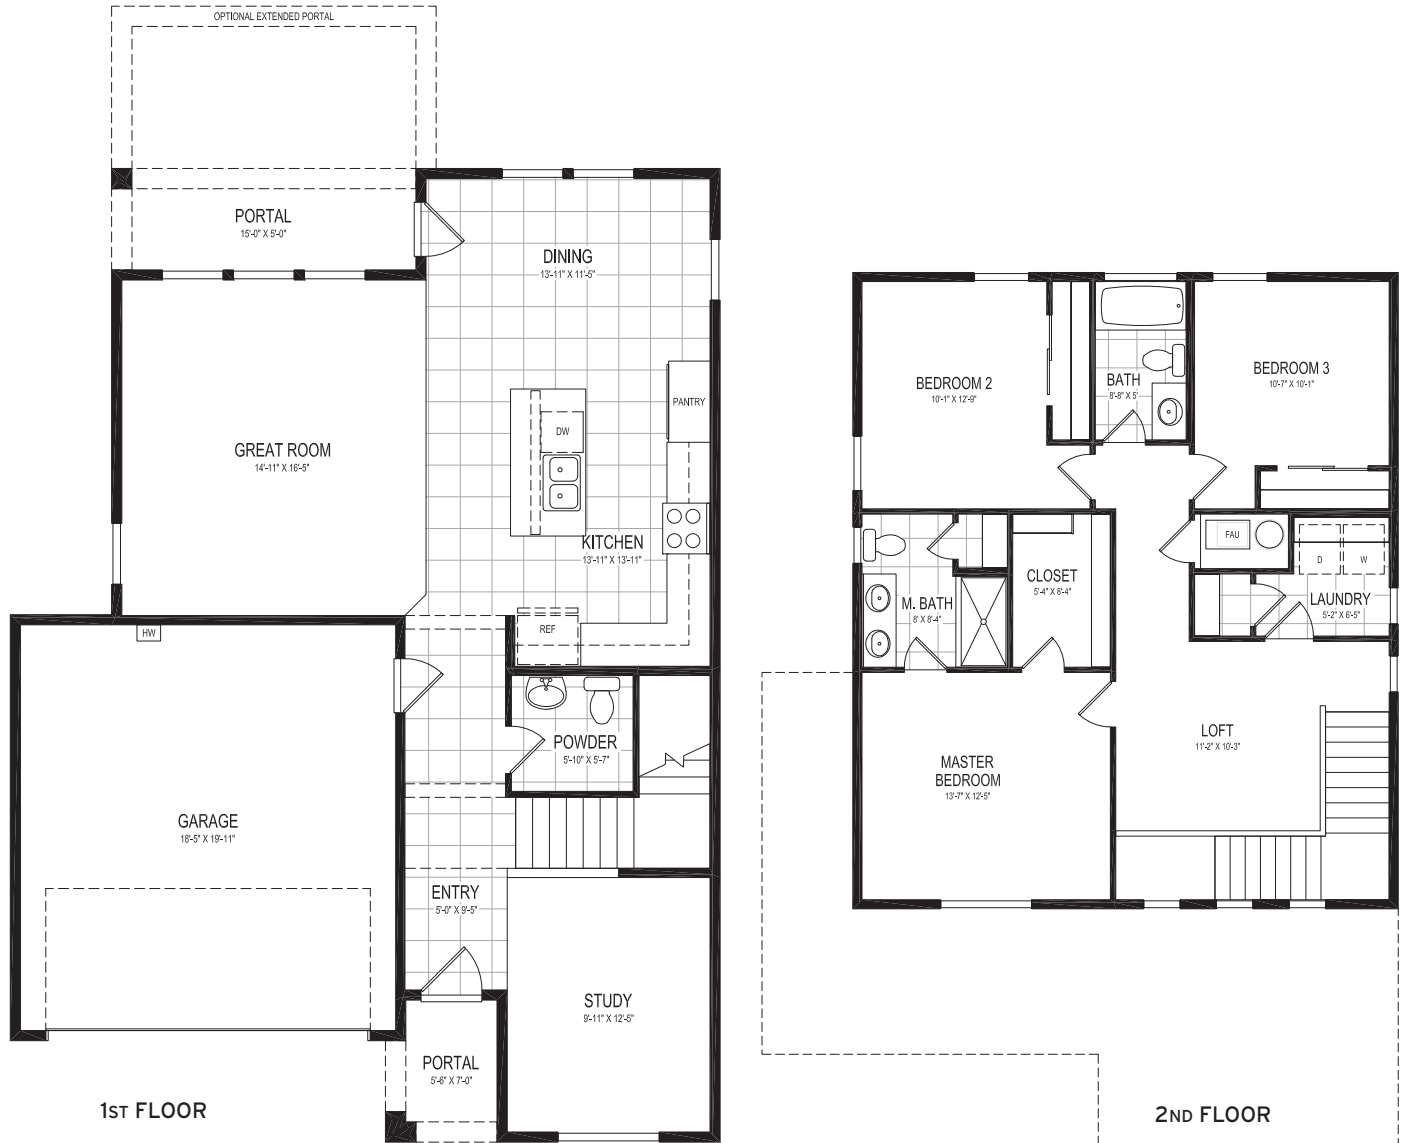 OPTIONAL EXTENDED PORTAL
PORTAL
15'-0" X 5'-0"
DINING
13'-11" X 11'-5"
PANTRY
DW
GREAT ROOM
14'-11" X 16'-5"
KITCHEN
13'-11" X 13'-11"
REF
HW
POWDER
5'-10" X 5'-7"
GARAGE
18'-5" X 19'-11"
ENTRY
5'-0" X 9'-5"
STUDY
9'-11" X 12'-5"
PORTAL
5'-6" X 7'-0"
1ST FLOOR
BEDROOM 2
10'-1" X 12'-9"
BATH
8'-8" X 5'
BEDROOM 3
10'-7" X 10'-1"
FAU
D
W
CLOSET
5'-4" X 8'-4"
M. BATH
8' X 8'-4"
LAUNDRY
5'-2" X 6'-5"
LOFT
11'-2" X 10'-3"
MASTER
BEDROOM
13'-7" X 12'-5"
2ND FLOOR